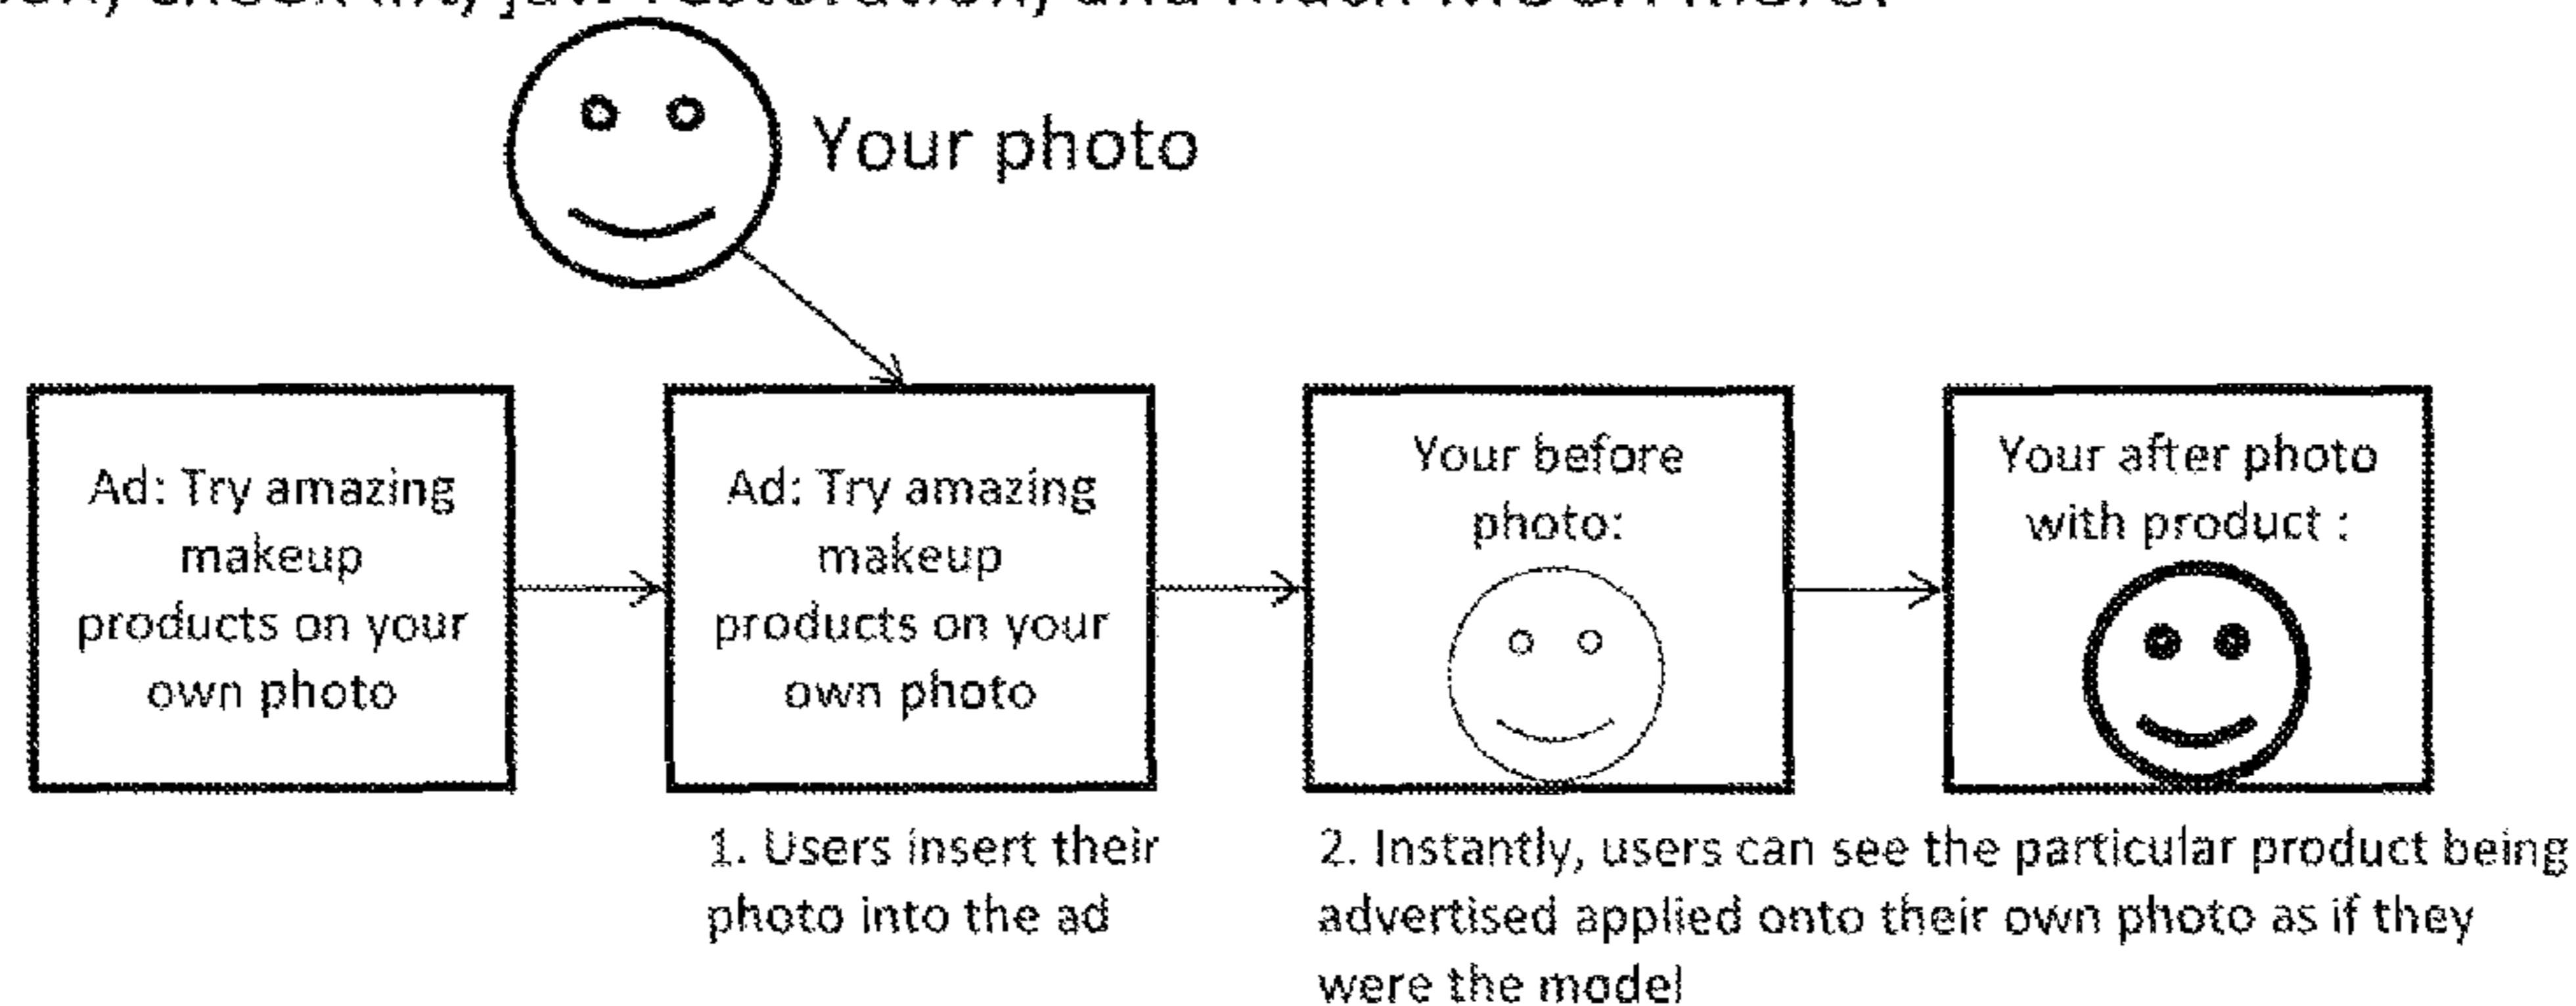 Your photo
Ad: Try amazing
makeup
products on your
own photo
Ad: Try amazing
makeup
products on your
own photo
Your before
photo:
Your after photo
with product :
1. Users insert their
photo into the ad
2. Instantly, users can see the particular product being
advertised applied onto their own photo as if they
were the model